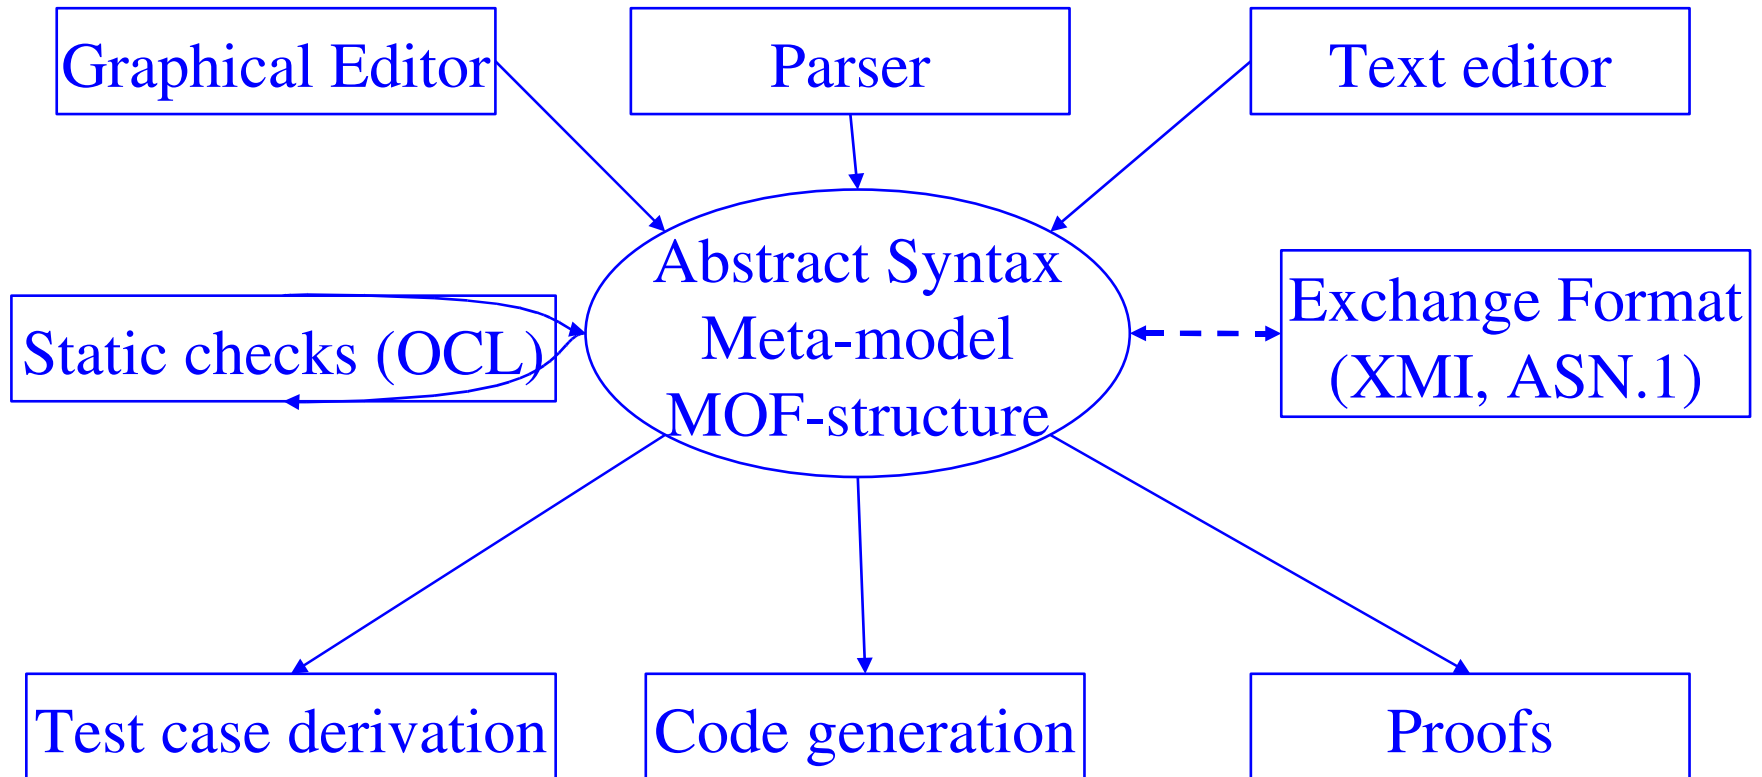 Graphical Editor
Parser
Text editor
Abstract Syntax
Meta-model
MOF-structure
Static checks (OCL)
Exchange Format
(XMI, ASN.1)
Test case derivation
Code generation
Proofs